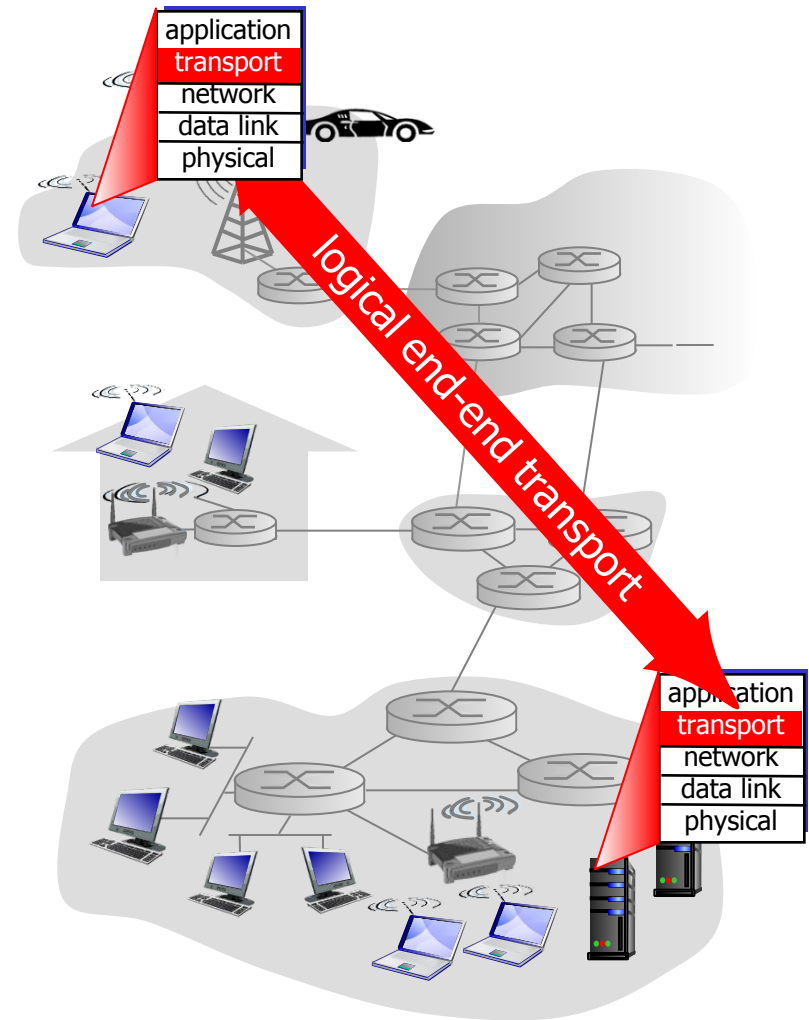 application
transport
network
data link
physical
logical end-end transport
application
transport
network
data link
physical